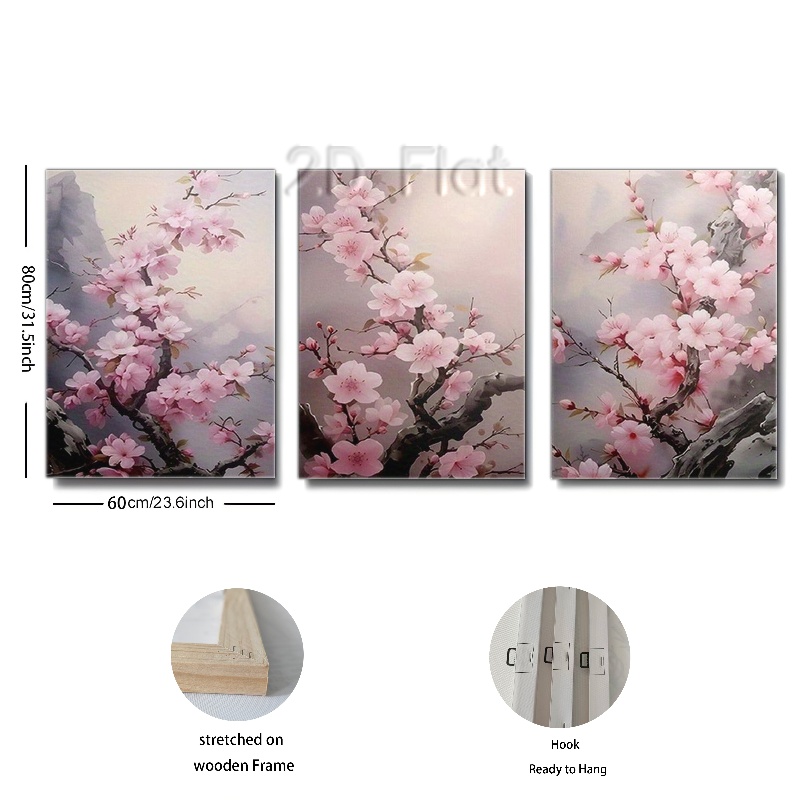 2D Flat
80cm/31.5inch
60cm/23.6inch
stretched on
wooden Frame
Hook
Ready to Hang